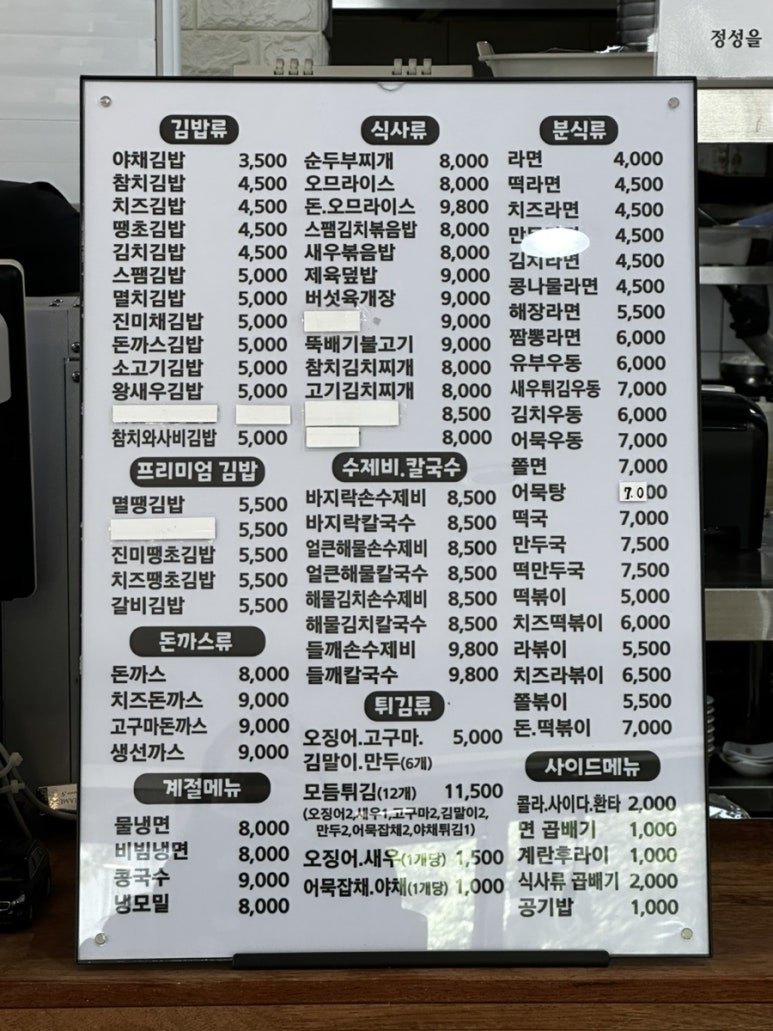 정성을
김밥류
야채김밥 3,500
참치김밥 4,500
치즈김밥 4,500
땡초김밥 4,500
김치김밥 4,500
스팸김밥 5,000
멸치김밥 5,000
진미채김밥 5,000
돈까스김밥 5,000
소고기김밥 5,000
왕새우김밥 5,000
참치와사비김밥 5,000
프리미엄 김밥
멸땡김밥 5,500
5,500
진미땡초김밥 5,500
치즈땡초김밥 5,500
갈비김밥 5,500
돈까스류
돈까스 8,000
치즈돈까스 9,000
고구마돈까스 9,000
생선까스 9,000
계절메뉴
물냉면 8,000
비빔냉면 8,000
콩국수 9,000
냉모밀 8,000
식사류
순두부찌개 8,000
오므라이스 8,000
돈.오므라이스 9,800
스팸김치볶음밥 8,000
새우볶음밥 8,000
제육덮밥 9,000
버섯육개장 9,000
9,000
뚝배기불고기 9,000
참치김치찌개 8,000
고기김치찌개 8,000
8,500
8,000
수제비.칼국수
바지락손수제비 8,500
바지락칼국수 8,500
얼큰해물손수제비 8,500
얼큰해물칼국수 8,500
해물김치손수제비 8,500
해물김치칼국수 8,500
들깨손수제비 9,800
들깨칼국수 9,800
튀김류
오징어.고구마. 5,000
김말이.만두(6개)
모듬튀김(12개) 11,500
(오징어2,새우1,고구마2,김말이2,
만두2,어묵잡채2,야채튀김1)
오징어.새우(1개당) 1,500
어묵잡채.야채(1개당) 1,000
분식류
라면 4,000
떡라면 4,500
치즈라면 4,500
4,500
김치라면 4,500
콩나물라면 4,500
해장라면 5,500
짬뽕라면 6,000
유부우동 6,000
새우튀김우동 7,000
김치우동 6,000
어묵우동 7,000
쫄면 7,000
어묵탕 7.000
떡국 7,000
만두국 7,500
떡만두국 7,500
떡볶이 5,000
치즈떡볶이 6,000
라볶이 5,500
치즈라볶이 6,500
쫄볶이 5,500
돈.떡볶이 7,000
사이드메뉴
콜라.사이다.환타 2,000
면 곱배기 1,000
계란후라이 1,000
식사류 곱배기 2,000
공기밥 1,000